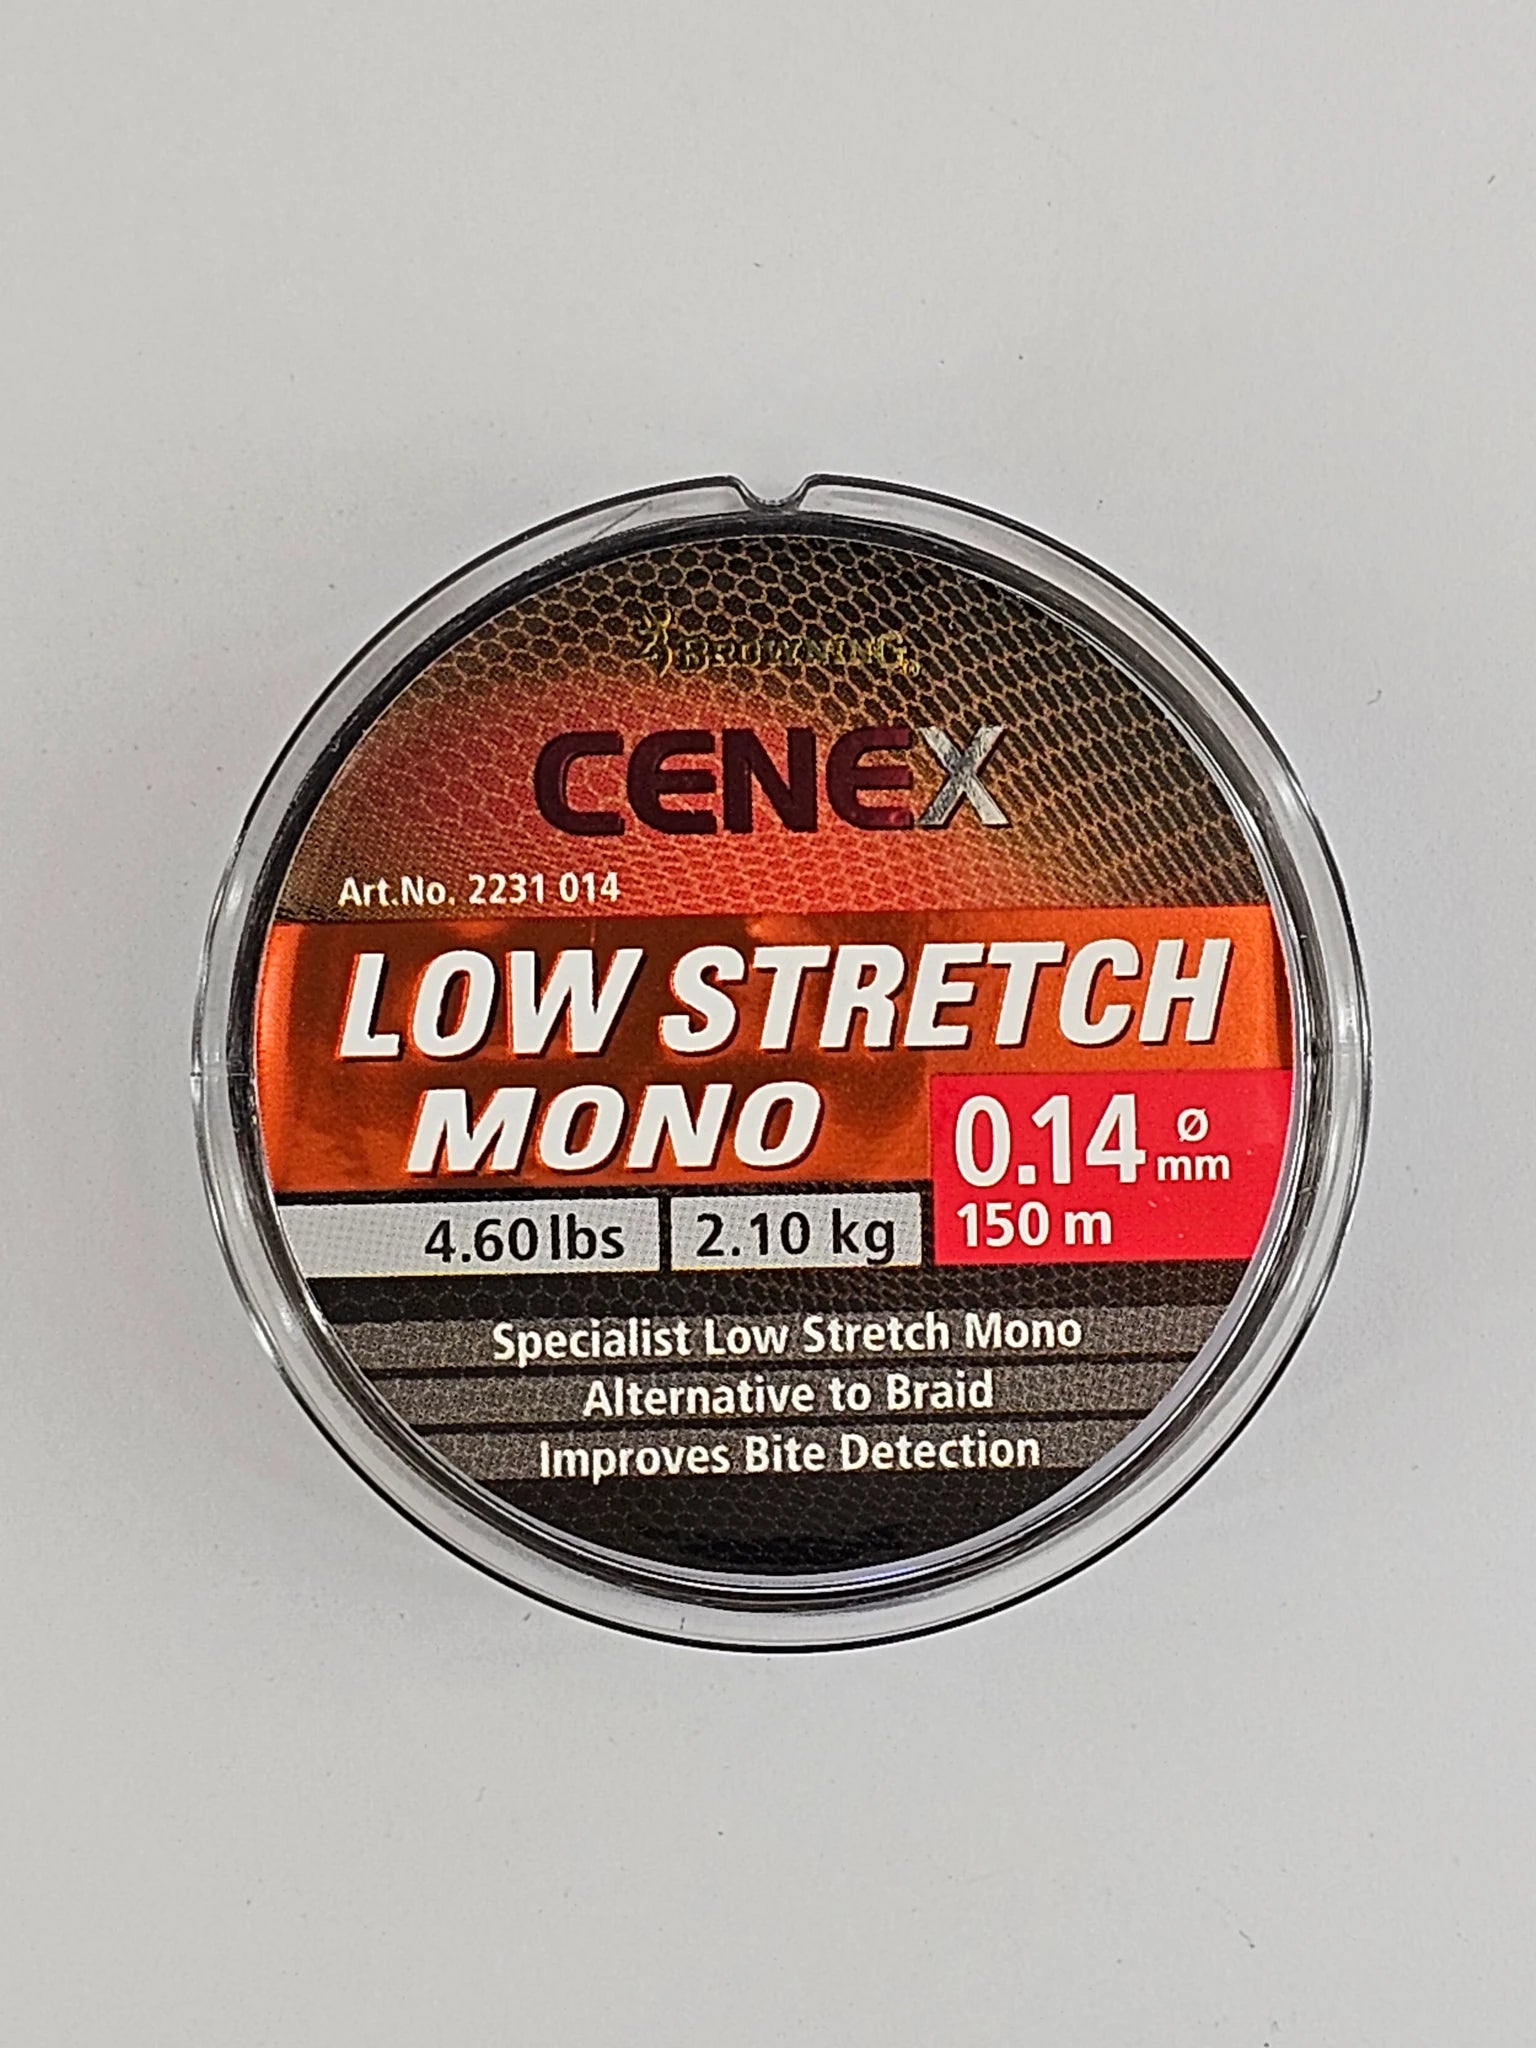 BROWNING
CENEX
Art.No. 2231 014
LOW STRETCH
MONO
0.14 ø mm
4.60 lbs 2.10 kg 150 m
Specialist Low Stretch Mono
Alternative to Braid
Improves Bite Detection